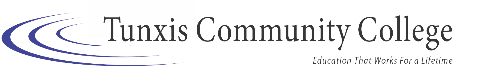 Tunxis Community College
Education That Works For a Lifetime